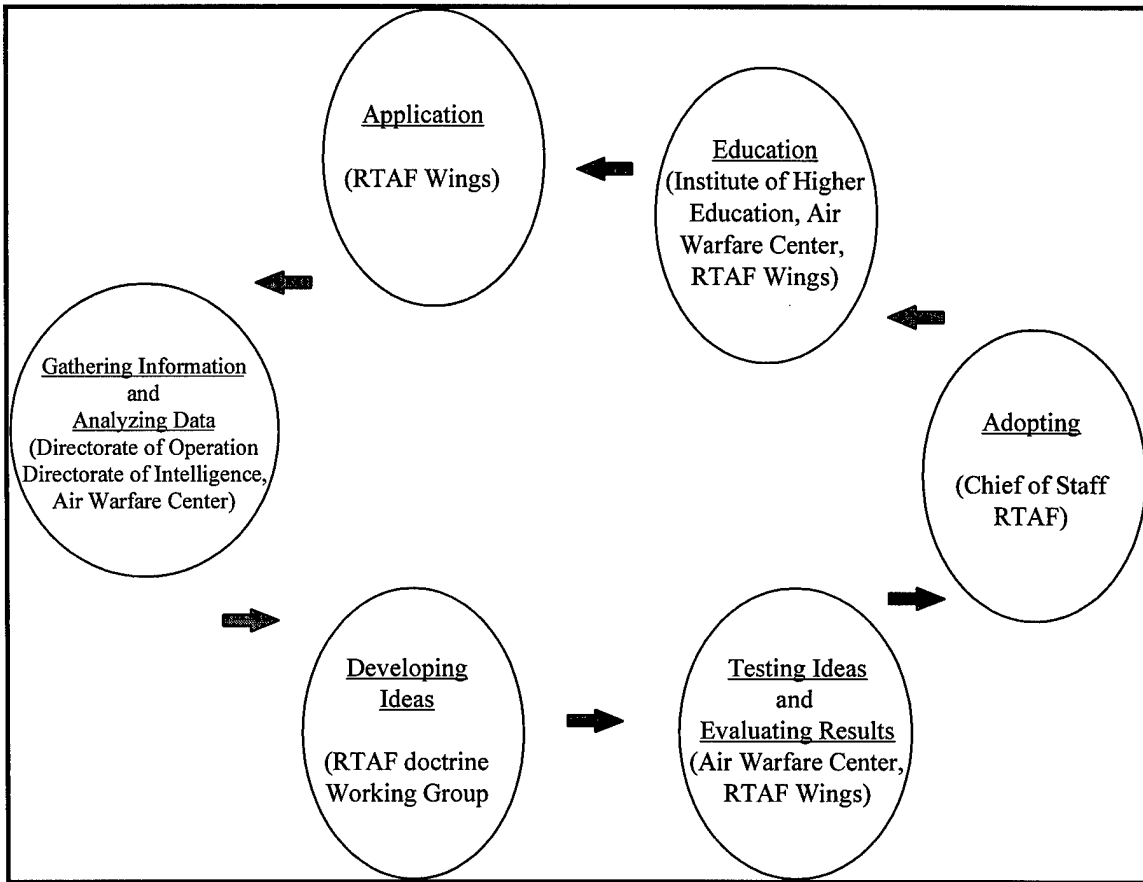 Application
(RTAF Wings)
Education
(Institute of Higher
Education, Air
Warfare Center,
RTAF Wings)
Gathering Information
and
Analyzing Data
(Directorate of Operation
Directorate of Intelligence,
Air Warfare Center)
Adopting
(Chief of Staff
RTAF)
Developing
Ideas
(RTAF doctrine
Working Group
Testing Ideas
and
Evaluating Results
(Air Warfare Center,
RTAF Wings)